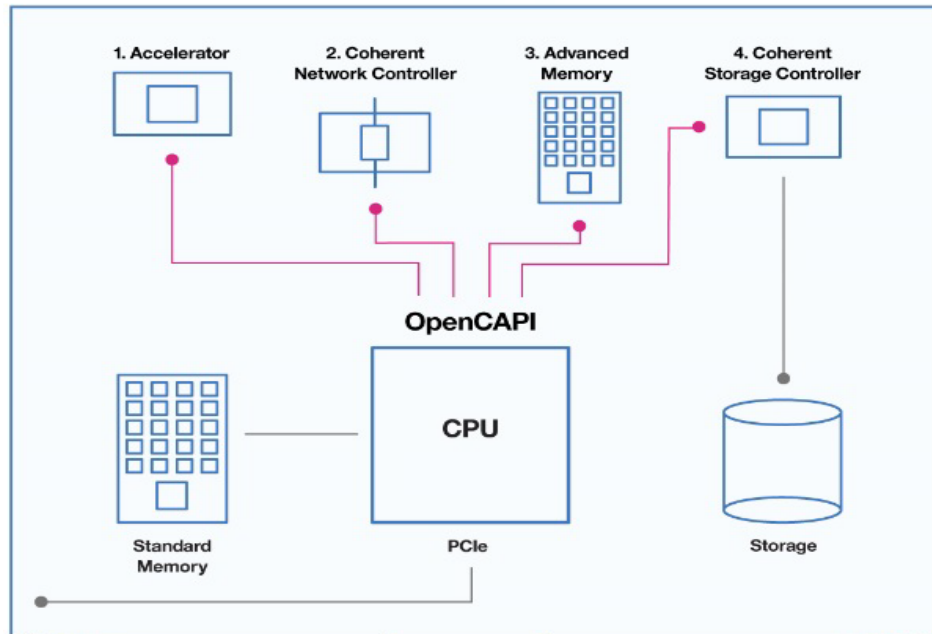 1. Accelerator
2. Coherent
Network Controller
3. Advanced
Memory
4. Coherent
Storage Controller
OpenCAPI
CPU
Standard
Memory
PCIe
Storage